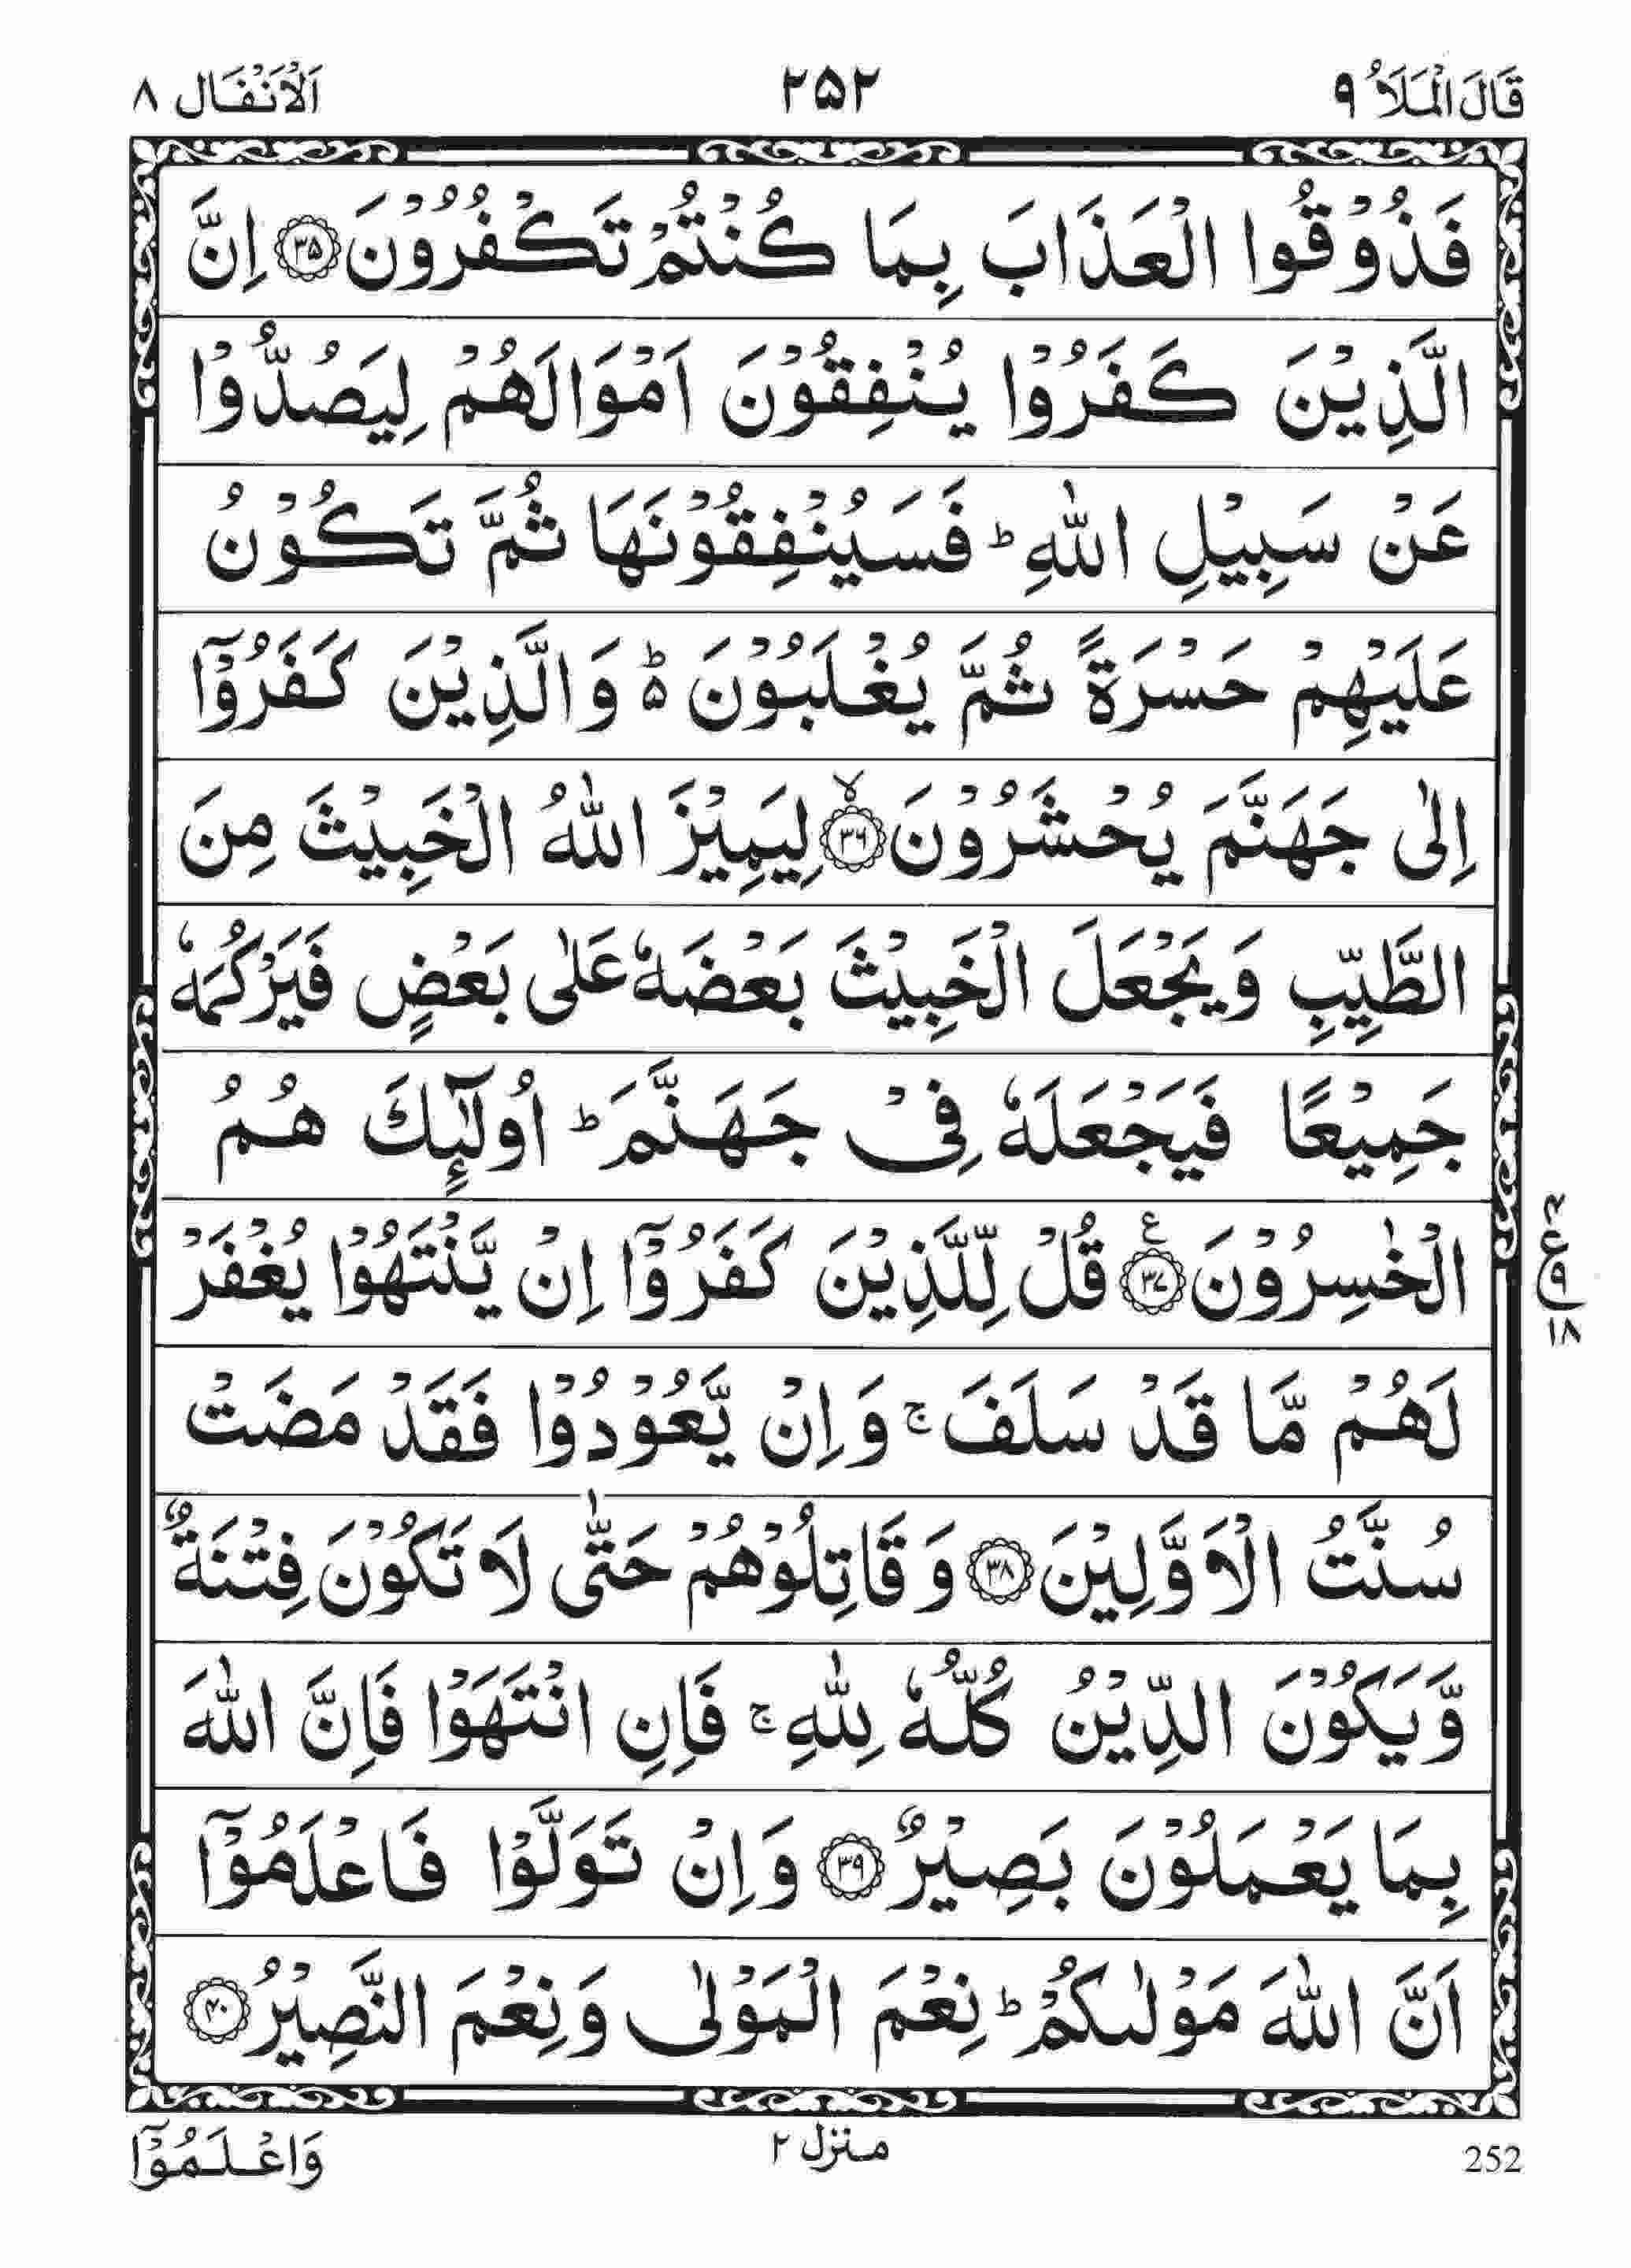 قَالَ الْمَلَاُ ۹
۲۵۲
اَلْاَنْفَال ۸
فَذُوْقُوا الْعَذَابَ بِمَا كُنْتُمْ تَكْفُرُوْنَ ۝۳۵ اِنَّ
الَّذِيْنَ كَفَرُوْا يُنْفِقُوْنَ اَمْوَالَهُمْ لِيَصُدُّوْا
عَنْ سَبِيْلِ اللّٰهِ ؕ فَسَيُنْفِقُوْنَهَا ثُمَّ تَكُوْنُ
عَلَيْهِمْ حَسْرَةً ثُمَّ يُغْلَبُوْنَ ۵ؕ وَالَّذِيْنَ كَفَرُوْۤا
اِلٰى جَهَنَّمَ يُحْشَرُوْنَ ۝۳۶ۙ لِيَمِيْزَ اللّٰهُ الْخَبِيْثَ مِنَ
الطَّيِّبِ وَيَجْعَلَ الْخَبِيْثَ بَعْضَهٗ عَلٰى بَعْضٍ فَيَرْكُمَهٗ
جَمِيْعًا فَيَجْعَلَهٗ فِيْ جَهَنَّمَ ؕ اُولٰٓئِكَ هُمُ
الْخٰسِرُوْنَ ۝۳۷ ع قُلْ لِّلَّذِيْنَ كَفَرُوْۤا اِنْ يَّنْتَهُوْا يُغْفَرْ
۴ ع ۹ ۱۸
لَهُمْ مَّا قَدْ سَلَفَ ۚ وَاِنْ يَّعُوْدُوْا فَقَدْ مَضَتْ
سُنَّتُ الْاَوَّلِيْنَ ۝۳۸ وَقَاتِلُوْهُمْ حَتّٰى لَا تَكُوْنَ فِتْنَةٌ
وَّيَكُوْنَ الدِّيْنُ كُلُّهٗ لِلّٰهِ ۚ فَاِنِ انْتَهَوْا فَاِنَّ اللّٰهَ
بِمَا يَعْمَلُوْنَ بَصِيْرٌ ۝۳۹ وَاِنْ تَوَلَّوْا فَاعْلَمُوْۤا
اَنَّ اللّٰهَ مَوْلٰىكُمْ ؕ نِعْمَ الْمَوْلٰى وَنِعْمَ النَّصِيْرُ ۝۴۰
252
منزل ۲
وَاعْلَمُوْۤا